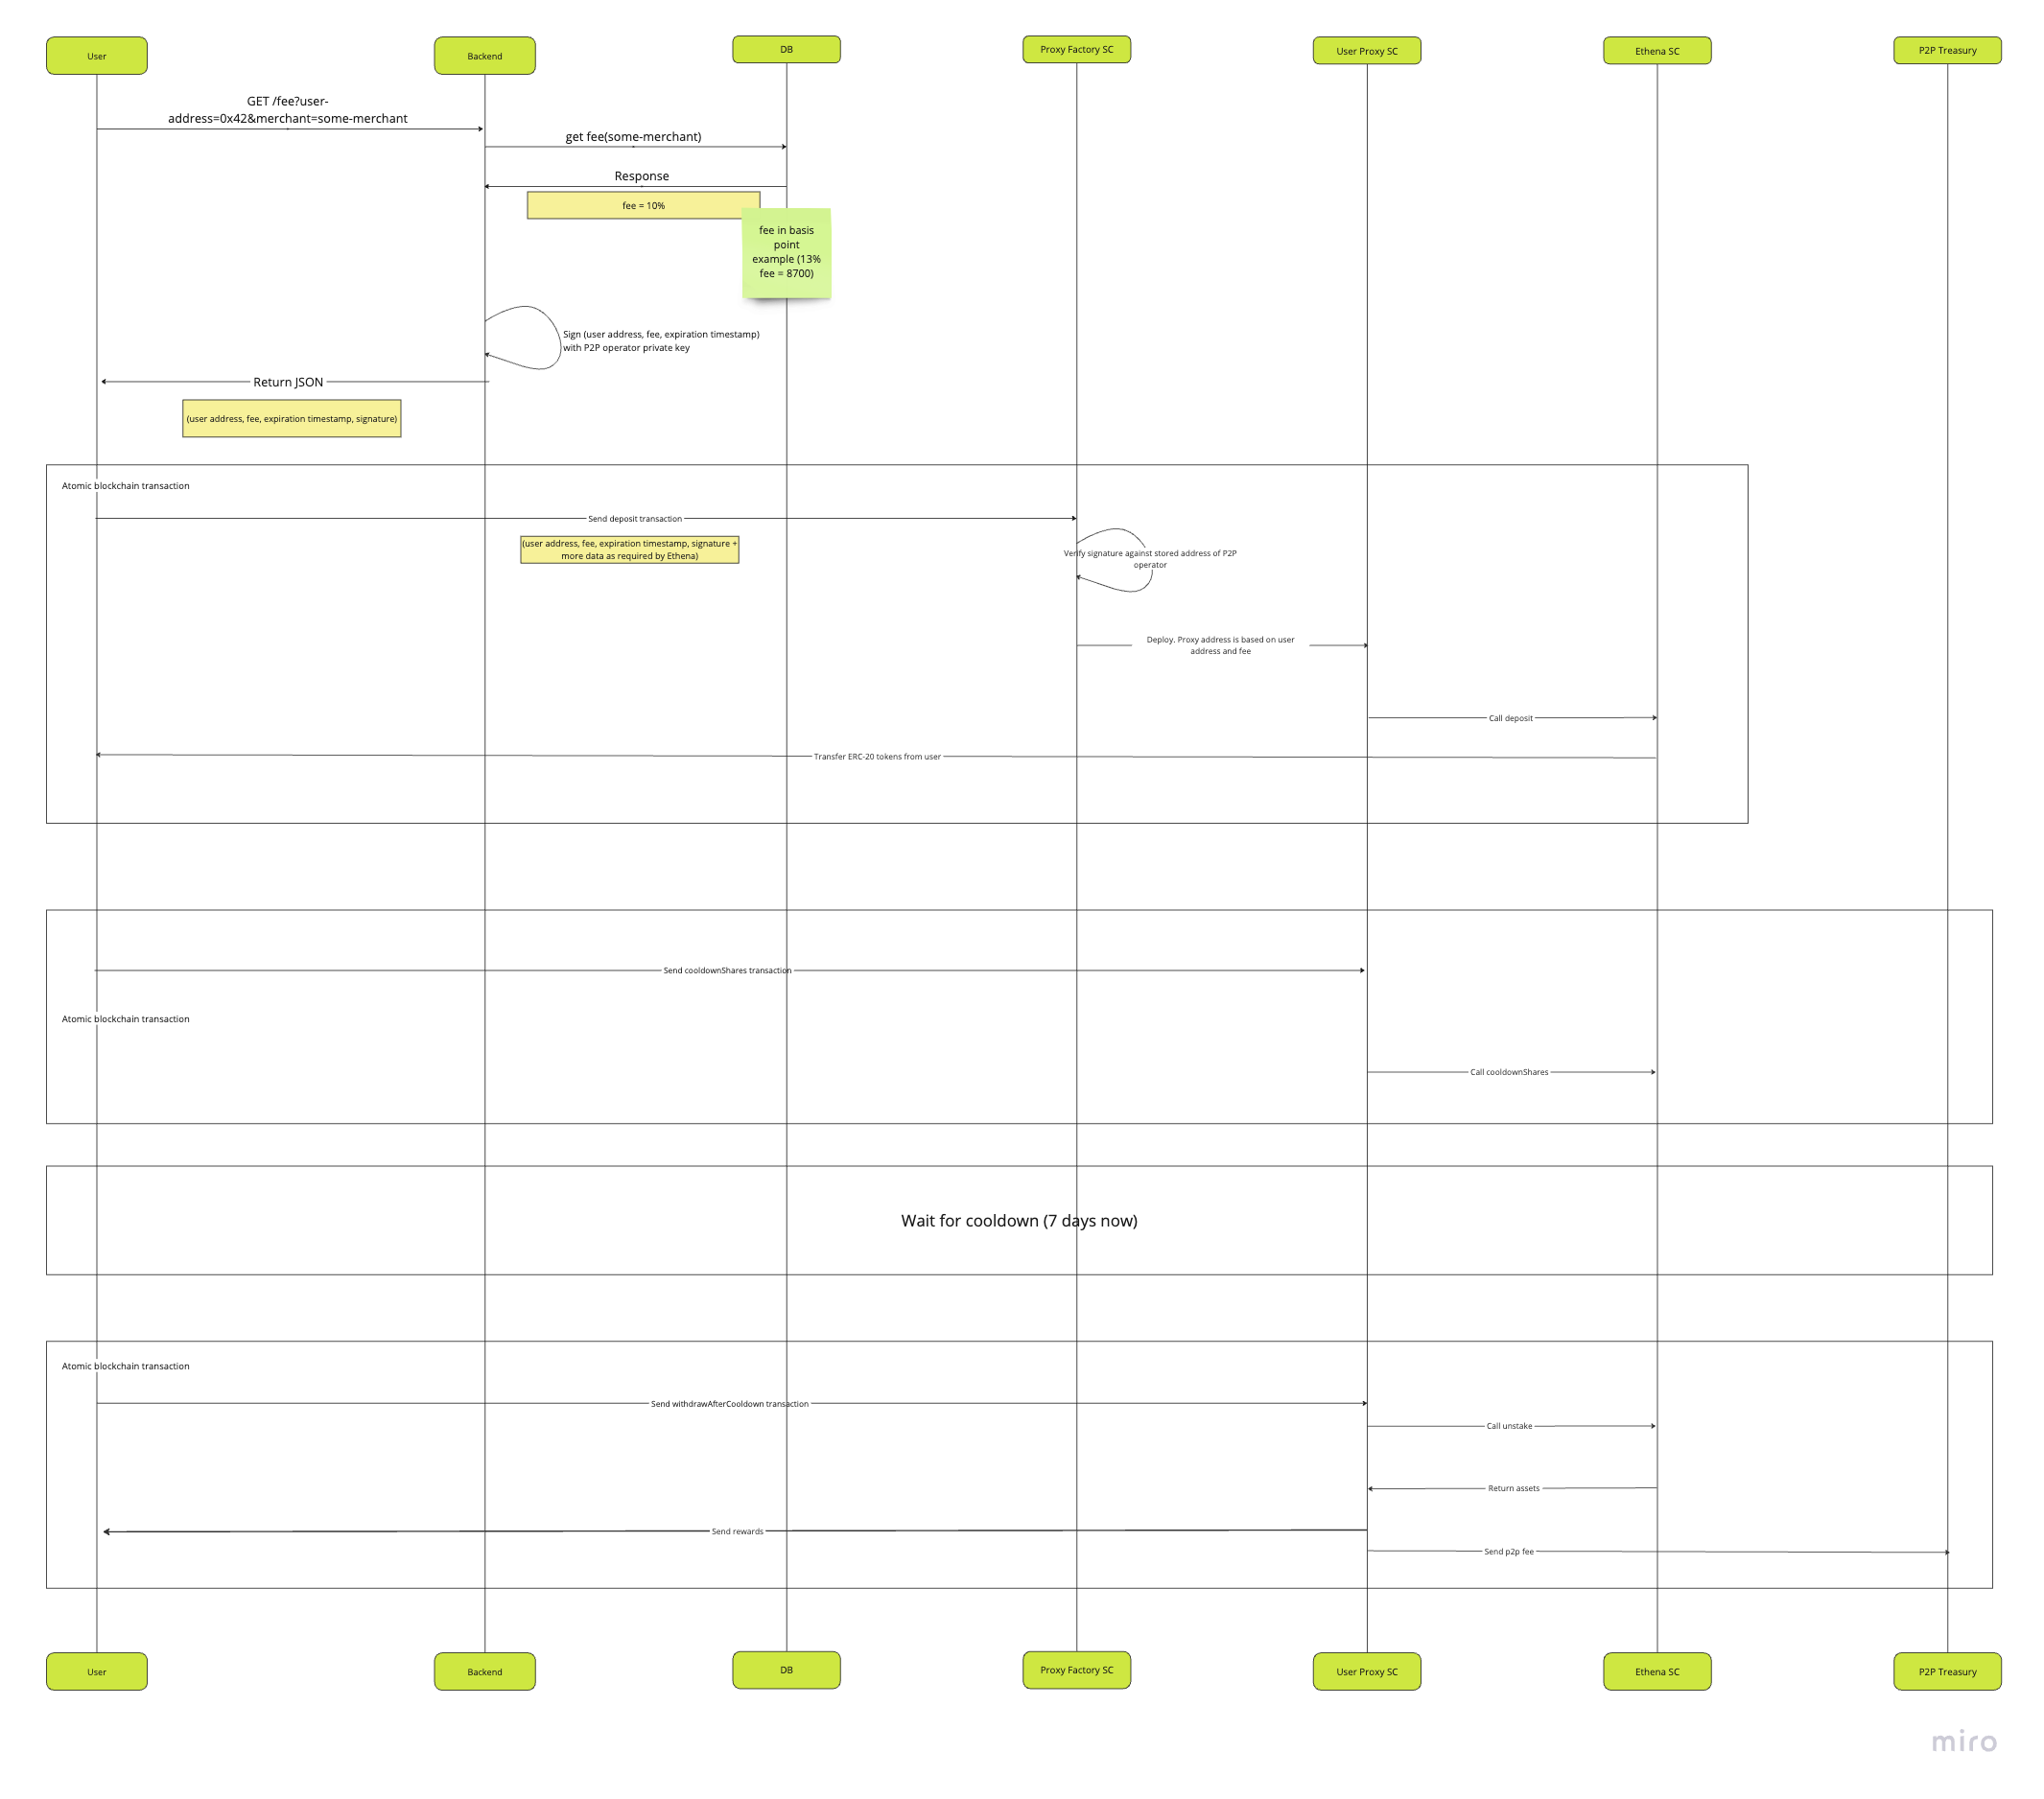 User
Backend
DB
Proxy Factory SC
User Proxy SC
Ethena SC
P2P Treasury
GET /fee?user-
address=0x42&merchant=some-merchant
get fee(some-merchant)
Response
fee = 10%
fee in basis
point
example (13%
fee = 8700)
Sign (user address, fee, expiration timestamp)
with P2P operator private key
Return JSON
(user address, fee, expiration timestamp, signature)
Atomic blockchain transaction
Send deposit transaction
(user address, fee, expiration timestamp, signature +
more data as required by Ethena)
Verify signature against stored address of P2P
operator
Deploy. Proxy address is based on user
address and fee
Call deposit
Transfer ERC-20 tokens from user
Send cooldownShares transaction
Atomic blockchain transaction
Call cooldownShares
Wait for cooldown (7 days now)
Atomic blockchain transaction
Send withdrawAfterCooldown transaction
Call unstake
Return assets
Send rewards
Send p2p fee
User
Backend
DB
Proxy Factory SC
User Proxy SC
Ethena SC
P2P Treasury
miro